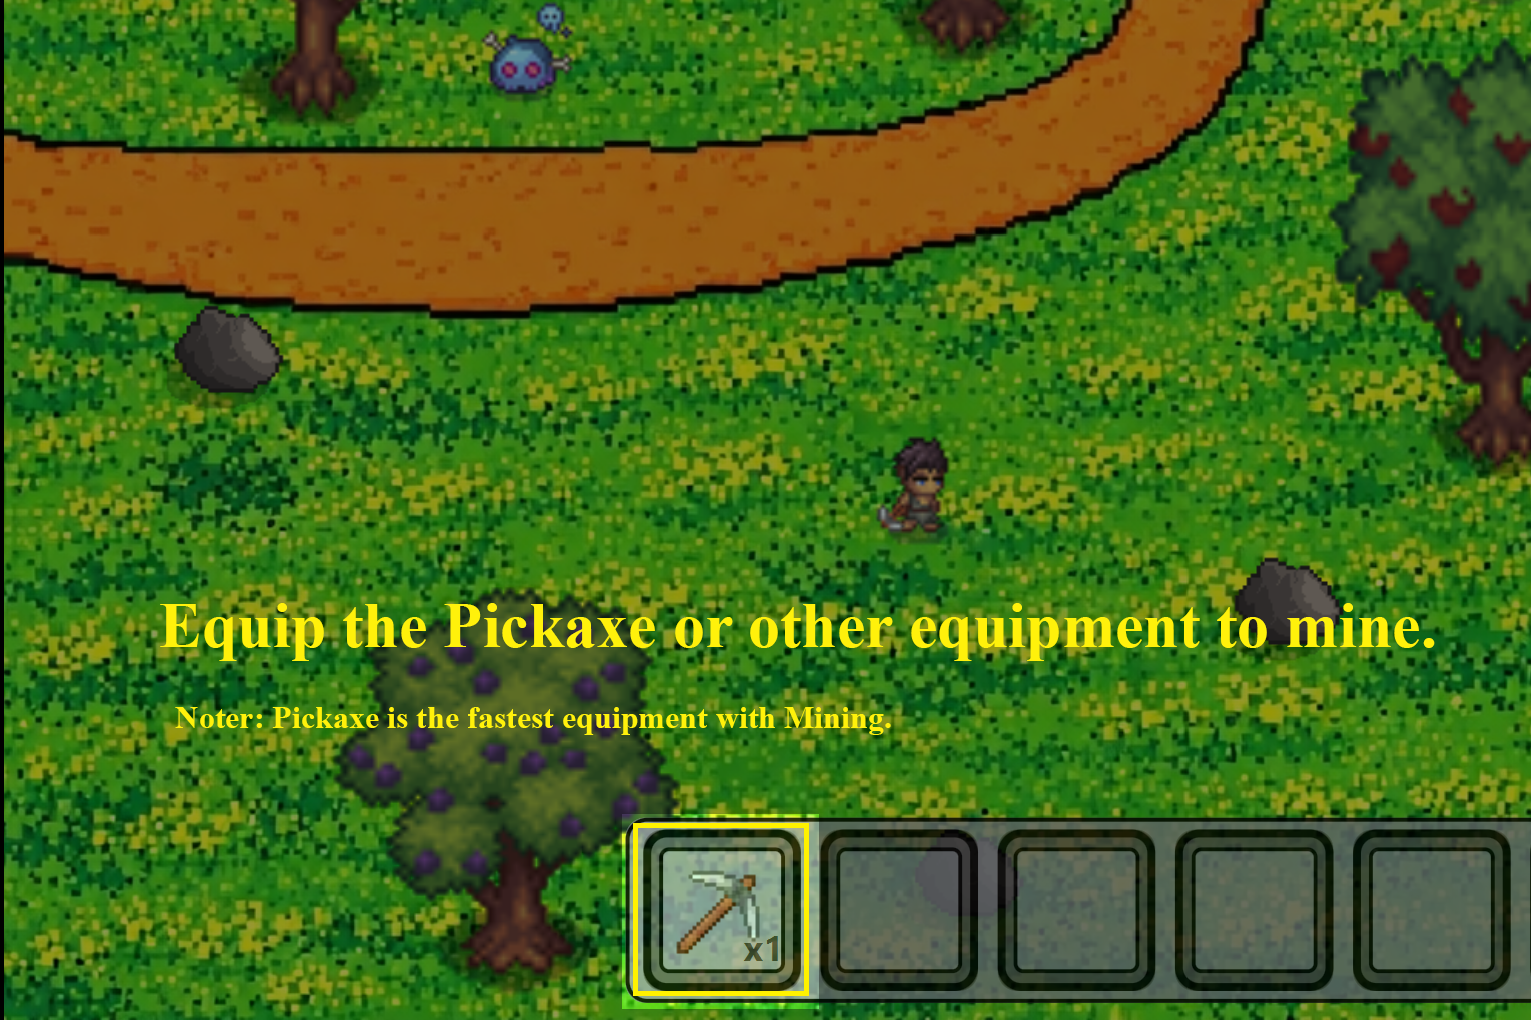 Equip the Pickaxe or other equipment to mine.
Noter: Pickaxe is the fastest equipment with Mining.
x1